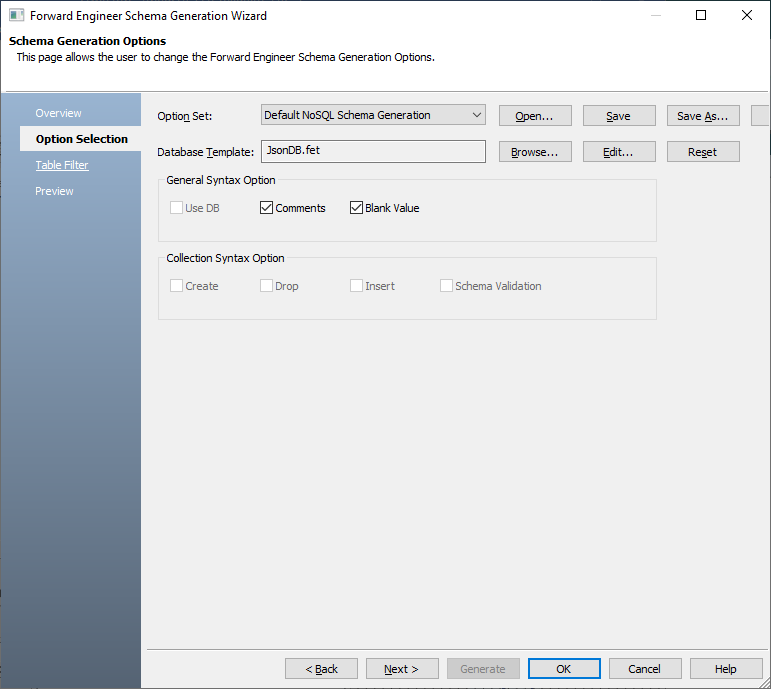 Forward Engineer Schema Generation Wizard
Schema Generation Options
This page allows the user to change the Forward Engineer Schema Generation Options.
Overview
Option Selection
Table Filter
Preview
Option Set: Default NoSQL Schema Generation Open... Save Save As...
Database Template: JsonDB.fet Browse... Edit... Reset
General Syntax Option
Use DB Comments Blank Value
Collection Syntax Option
Create Drop Insert Schema Validation
< Back Next > Generate OK Cancel Help